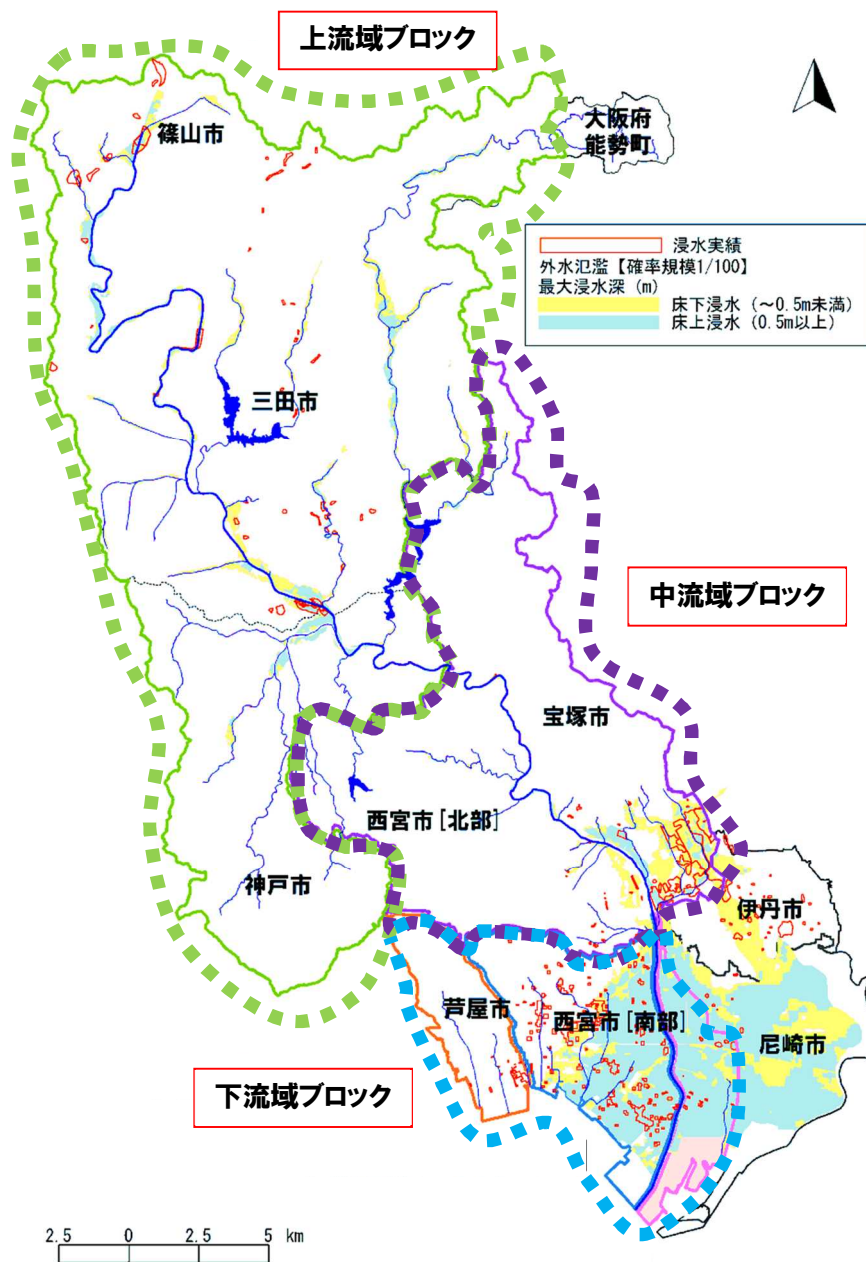 上流域ブロック
篠山市
大阪府
能勢町
浸水実績
外水氾濫【確率規模1/100】
最大浸水深（m）
床下浸水（～0.5m未満）
床上浸水（0.5m以上）
三田市
中流域ブロック
宝塚市
西宮市[北部]
神戸市
伊丹市
芦屋市
西宮市[南部]
尼崎市
下流域ブロック
2.5 0 2.5 5 km